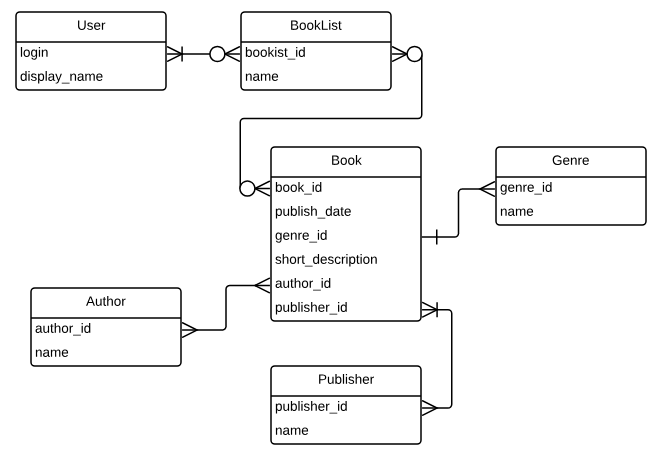 User
login
display_name
BookList
bookist_id
name
Book
book_id
publish_date
genre_id
short_description
author_id
publisher_id
Genre
genre_id
name
Author
author_id
name
Publisher
publisher_id
name